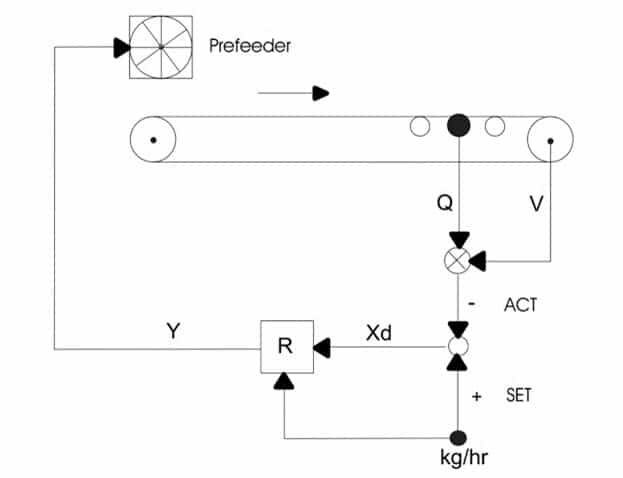 Prefeeder
Q
V
- ACT
Y
R
Xd
+ SET
kg/hr